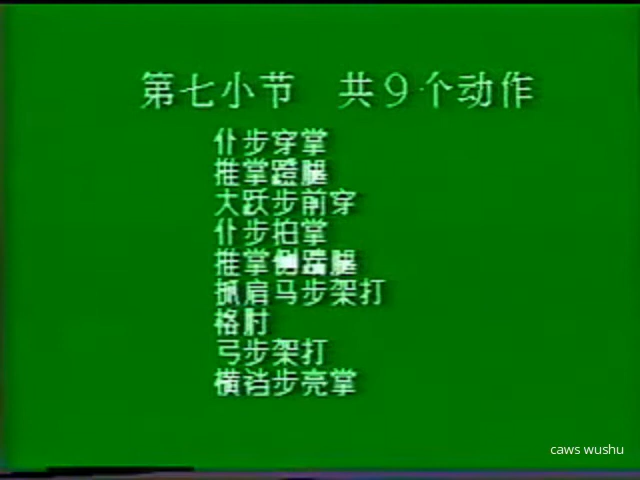 第七小节 共9个动作
仆步穿掌
推掌蹬腿
大跃步前穿
仆步拍掌
推掌侧踹腿
抓肩马步架打
格肘
弓步架打
横裆步亮掌
caws wushu